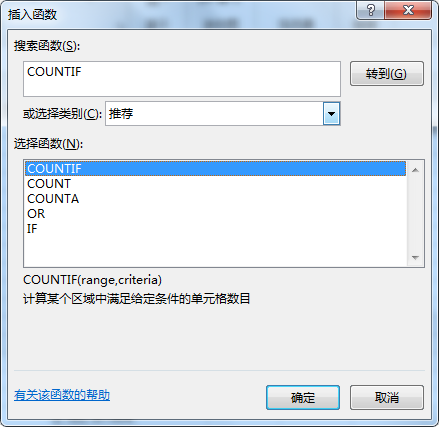 插入函数
搜索函数(S):
COUNTIF
转到(G)
或选择类别(C): 推荐
选择函数(N):
COUNTIF
COUNT
COUNTA
OR
IF
COUNTIF(range,criteria)
计算某个区域中满足给定条件的单元格数目
有关该函数的帮助
确定
取消